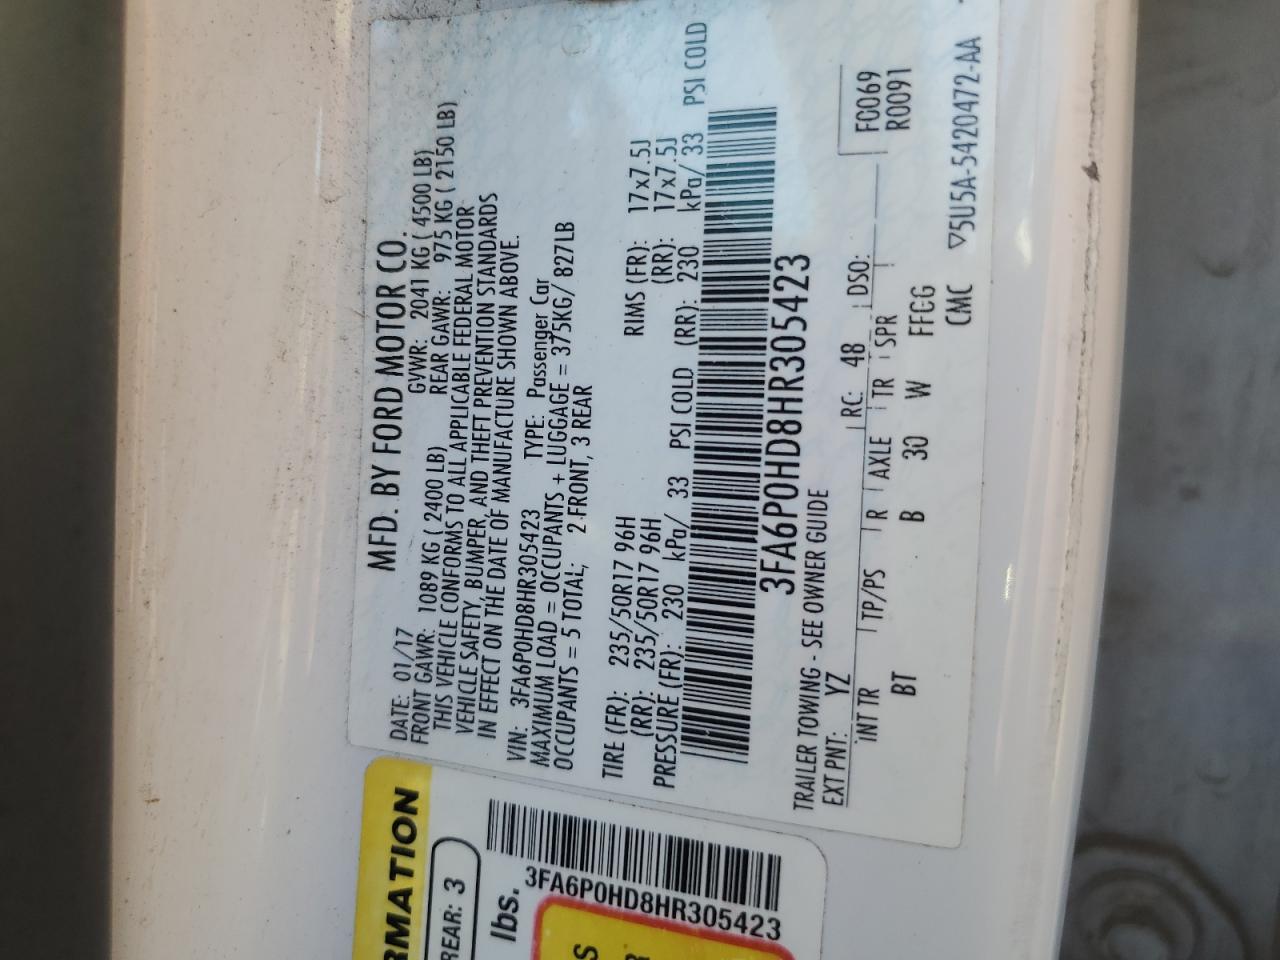 MFD. BY FORD MOTOR CO.
DATE: 01/17 GVWR: 2041 KG ( 4500 LB)
FRONT GAWR: 1089 KG ( 2400 LB) REAR GAWR: 975 KG ( 2150 LB)
THIS VEHICLE CONFORMS TO ALL APPLICABLE FEDERAL MOTOR
VEHICLE SAFETY, BUMPER, AND THEFT PREVENTION STANDARDS
IN EFFECT ON THE DATE OF MANUFACTURE SHOWN ABOVE.
VIN: 3FA6P0HD8HR305423 TYPE: Passenger Car
MAXIMUM LOAD = OCCUPANTS + LUGGAGE = 375KG/ 827LB
OCCUPANTS = 5 TOTAL; 2 FRONT, 3 REAR
TIRE (FR): 235/50R17 96H RIMS (FR): 17x7.5J
(RR): 235/50R17 96H (RR): 17x7.5J
PRESSURE (FR): 230 kPa/ 33 PSI COLD (RR): 230 kPa/ 33 PSI COLD
3FA6P0HD8HR305423
TRAILER TOWING - SEE OWNER GUIDE
EXT PNT: YZ RC: 48 DSO: F0069
INT TR TP/PS R AXLE TR SPR R0091
BT B 30 W FFCG
CMC ▽5U5A-5420472-AA
RMATION
REAR: 3
lbs.
3FA6P0HD8HR305423